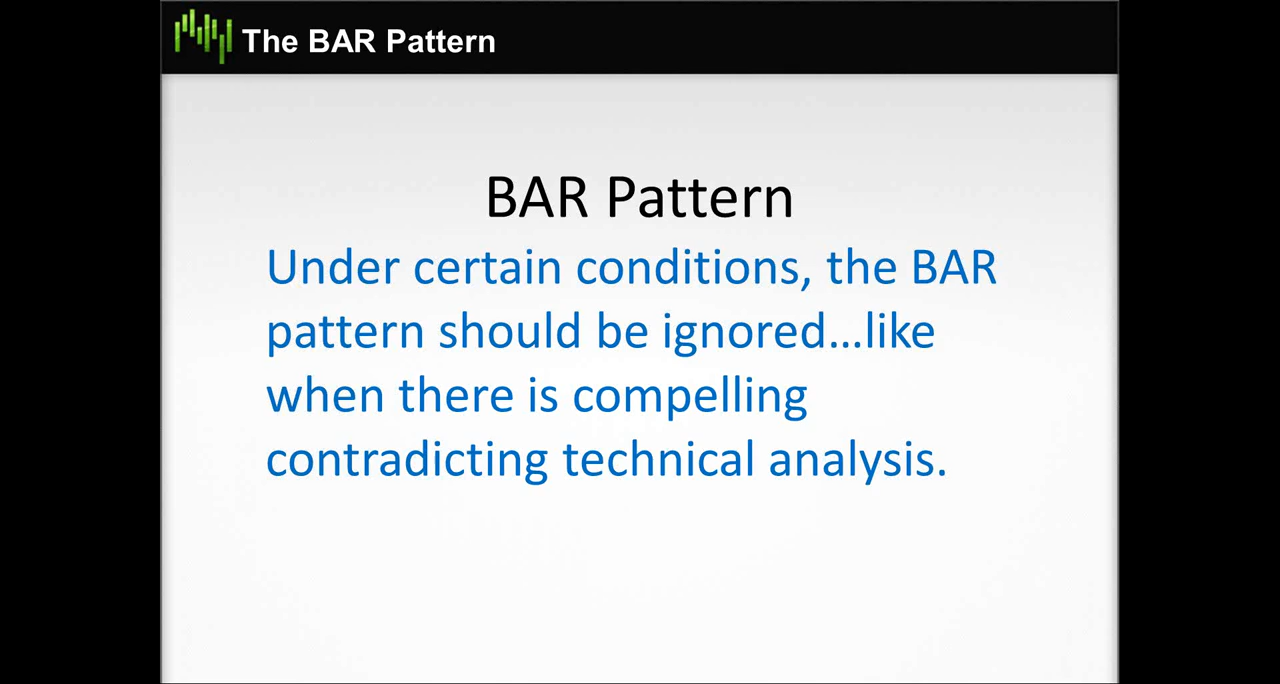 The BAR Pattern
BAR Pattern
Under certain conditions, the BAR
pattern should be ignored…like
when there is compelling
contradicting technical analysis.